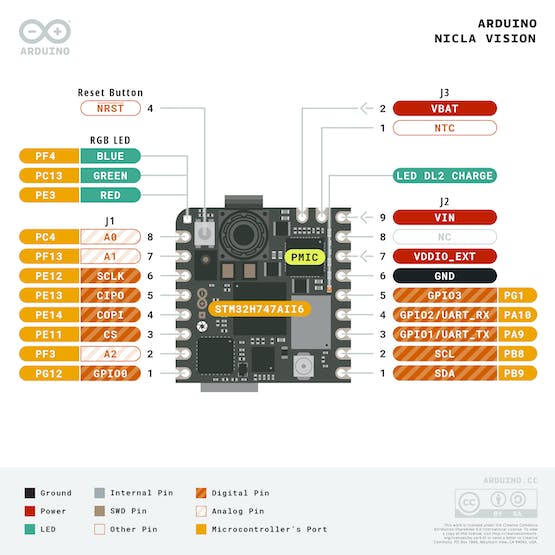 ARDUINO
ARDUINO
NICLA VISION
Reset Button
NRST 4
RGB LED
PF4 BLUE
PC13 GREEN
PE3 RED
J1
PC4 A0 8
PF13 A1 7
PE12 SCLK 6
PE13 CIPO 5
PE14 COPI 4
PE11 CS 3
PF3 A2 2
PG12 GPIO0 1
PMIC
STM32H747AII6
J3
2 VBAT
1 NTC
LED DL2 CHARGE
J2
9 VIN
8 NC
7 VDDIO_EXT
6 GND
5 GPIO3 PG1
4 GPIO2/UART_RX PA10
3 GPIO1/UART_TX PA9
2 SCL PB8
1 SDA PB9
Ground Internal Pin Digital Pin
Power SWD Pin Analog Pin
LED Other Pin Microcontroller's Port
ARDUINO.CC
CC BY SA